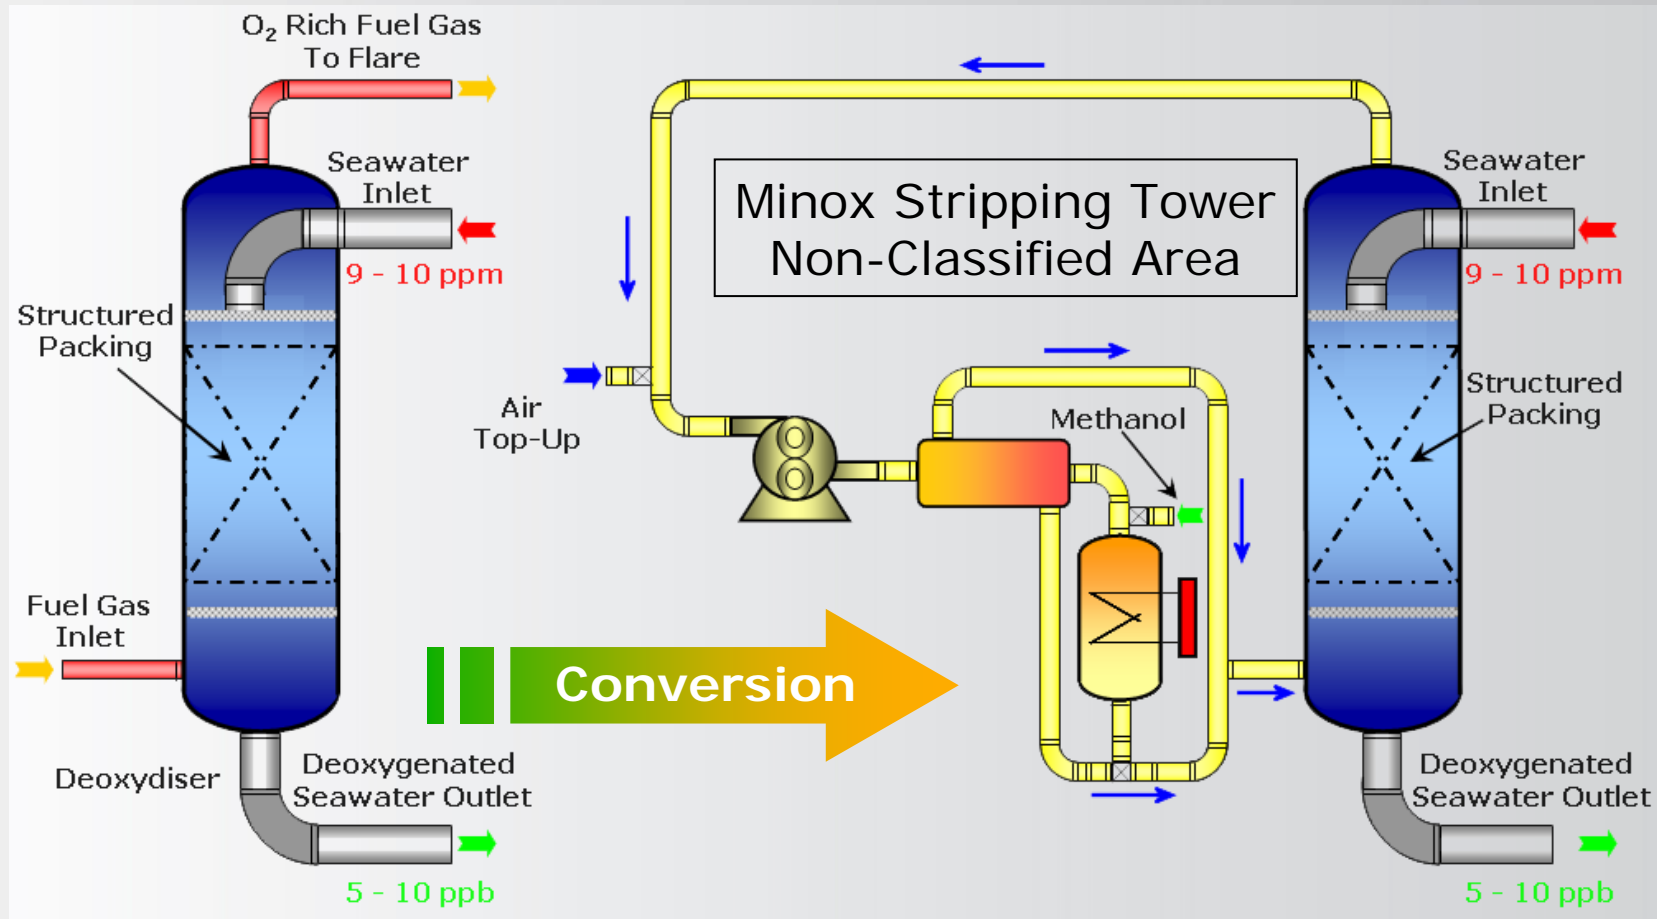 O₂ Rich Fuel Gas
To Flare
Seawater
Inlet
9 - 10 ppm
Structured
Packing
Fuel Gas
Inlet
Deoxydiser
Deoxygenated
Seawater Outlet
5 - 10 ppb
Conversion
Minox Stripping Tower
Non-Classified Area
Air
Top-Up
Methanol
Seawater
Inlet
9 - 10 ppm
Structured
Packing
Deoxygenated
Seawater Outlet
5 - 10 ppb